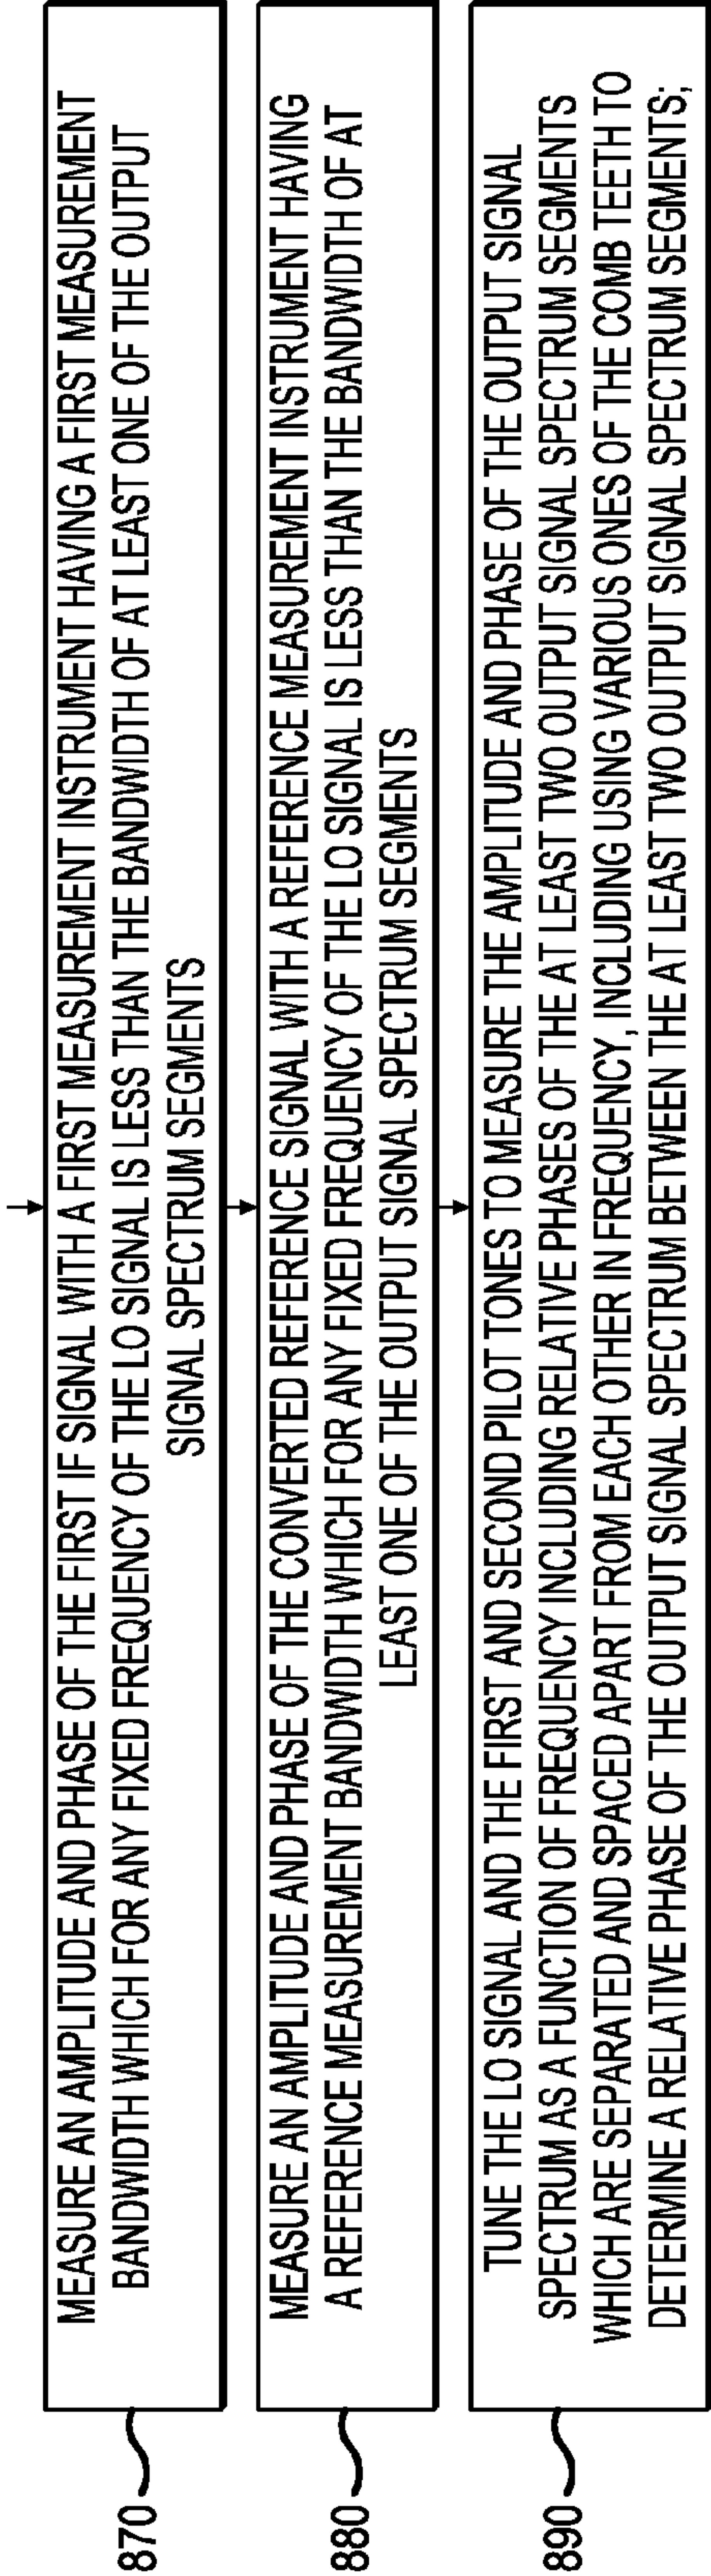 870
MEASURE AN AMPLITUDE AND PHASE OF THE FIRST IF SIGNAL WITH A FIRST MEASUREMENT INSTRUMENT HAVING A FIRST MEASUREMENT
BANDWIDTH WHICH FOR ANY FIXED FREQUENCY OF THE LO SIGNAL IS LESS THAN THE BANDWIDTH OF AT LEAST ONE OF THE OUTPUT
SIGNAL SPECTRUM SEGMENTS
880
MEASURE AN AMPLITUDE AND PHASE OF THE CONVERTED REFERENCE SIGNAL WITH A REFERENCE MEASUREMENT INSTRUMENT HAVING
A REFERENCE MEASUREMENT BANDWIDTH WHICH FOR ANY FIXED FREQUENCY OF THE LO SIGNAL IS LESS THAN THE BANDWIDTH OF AT
LEAST ONE OF THE OUTPUT SIGNAL SPECTRUM SEGMENTS
890
TUNE THE LO SIGNAL AND THE FIRST AND SECOND PILOT TONES TO MEASURE THE AMPLITUDE AND PHASE OF THE OUTPUT SIGNAL
SPECTRUM AS A FUNCTION OF FREQUENCY INCLUDING RELATIVE PHASES OF THE AT LEAST TWO OUTPUT SIGNAL SPECTRUM SEGMENTS
WHICH ARE SEPARATED AND SPACED APART FROM EACH OTHER IN FREQUENCY, INCLUDING USING VARIOUS ONES OF THE COMB TEETH TO
DETERMINE A RELATIVE PHASE OF THE OUTPUT SIGNAL SPECTRUM BETWEEN THE AT LEAST TWO OUTPUT SIGNAL SPECTRUM SEGMENTS;